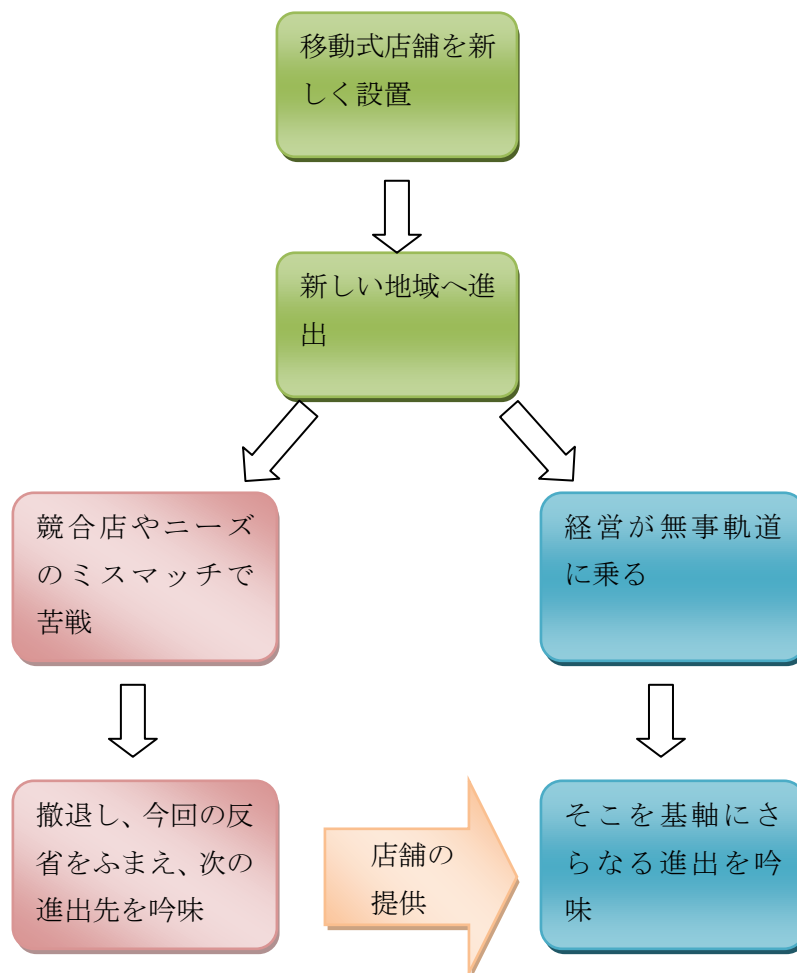 移動式店舗を新
しく設置
新しい地域へ進
出
競合店やニーズ
のミスマッチで
苦戦
経営が無事軌道
に乗る
撤退し、今回の反
省をふまえ、次の
進出先を吟味
店舗の
提供
そこを基軸にさ
らなる進出を吟
味